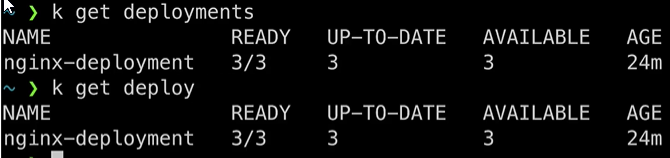 ~ ❯ k get deployments
NAME READY UP-TO-DATE AVAILABLE AGE
nginx-deployment 3/3 3 3 24m
~ ❯ k get deploy
NAME READY UP-TO-DATE AVAILABLE AGE
nginx-deployment 3/3 3 3 24m